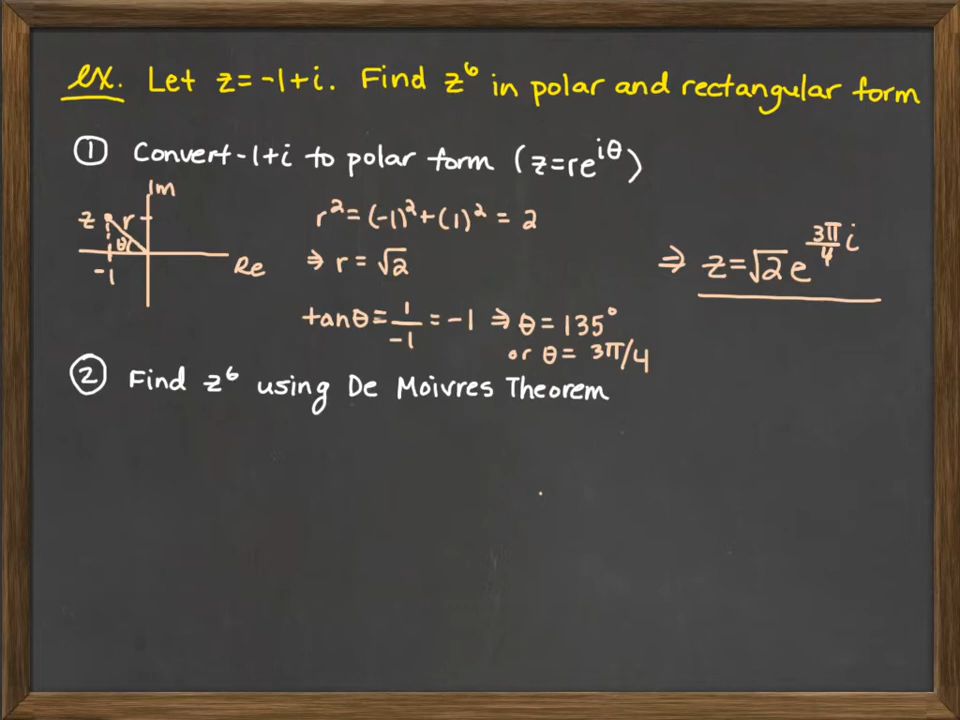 ex. Let z = -1+i. Find z⁶ in polar and rectangular form
① Convert -1+i to polar form (z=re^{iθ})
Im
z r
θ
-1
Re
r² = (-1)² + (1)² = 2
⇒ r = √2
tanθ = 1/-1 = -1 ⇒ θ = 135°
or θ = 3π/4
⇒ z = √2 e^{3π/4 i}
② Find z⁶ using De Moivres Theorem